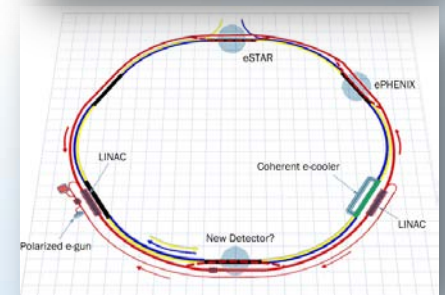 eSTAR
ePHENIX
LINAC
Coherent e-cooler
LINAC
Polarized e-gun
New Detector?